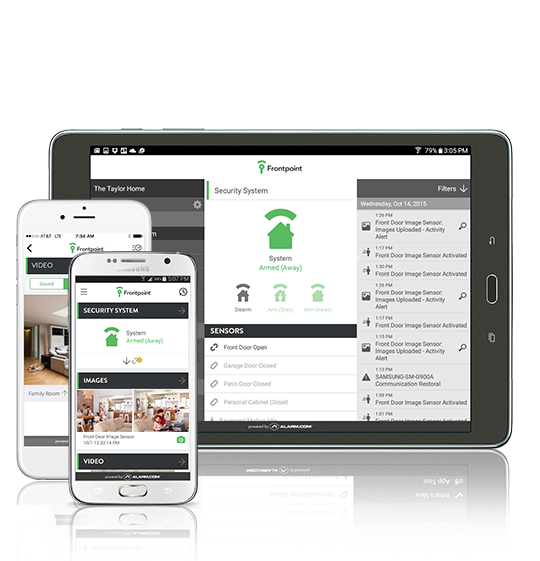 79% 3:05 PM
Frontpoint
The Taylor Home
Security System
Filters
Wednesday, Oct 14, 2015
System
Armed (Away)
Disarm
Arm (Stay)
Arm (Away)
SENSORS
Front Door Open
Garage Door Closed
Patio Door Closed
Personal Cabinet Closed
1:26 PM
Front Door Image Sensor:
Images Uploaded - Activity
Alert
1:17 PM
Front Door Image Sensor Activated
1:30 PM
Front Door Image Sensor Activated
1:26 PM
Front Door Image Sensor:
Images Uploaded - Activity
Alert
1:17 PM
Front Door Image Sensor Activated
1:15 PM
Front Door Image Sensor:
Images Uploaded - Activity
Alert
1:13 PM
SAMSUNG-SM-G900A
Communication Restoral
1:08 PM
Front Door Image Sensor Activated
1:01 PM
Front Door Image Sensor Activated
powered by ALARM.COM
AT&T LTE 7:34 AM
Frontpoint
VIDEO
Saved
Family Room
SAMSUNG
5:07 PM
Frontpoint
SECURITY SYSTEM
System
Armed (Away)
IMAGES
Front Door Image Sensor
10/1 12:22:14 PM
VIDEO
powered by ALARM.COM